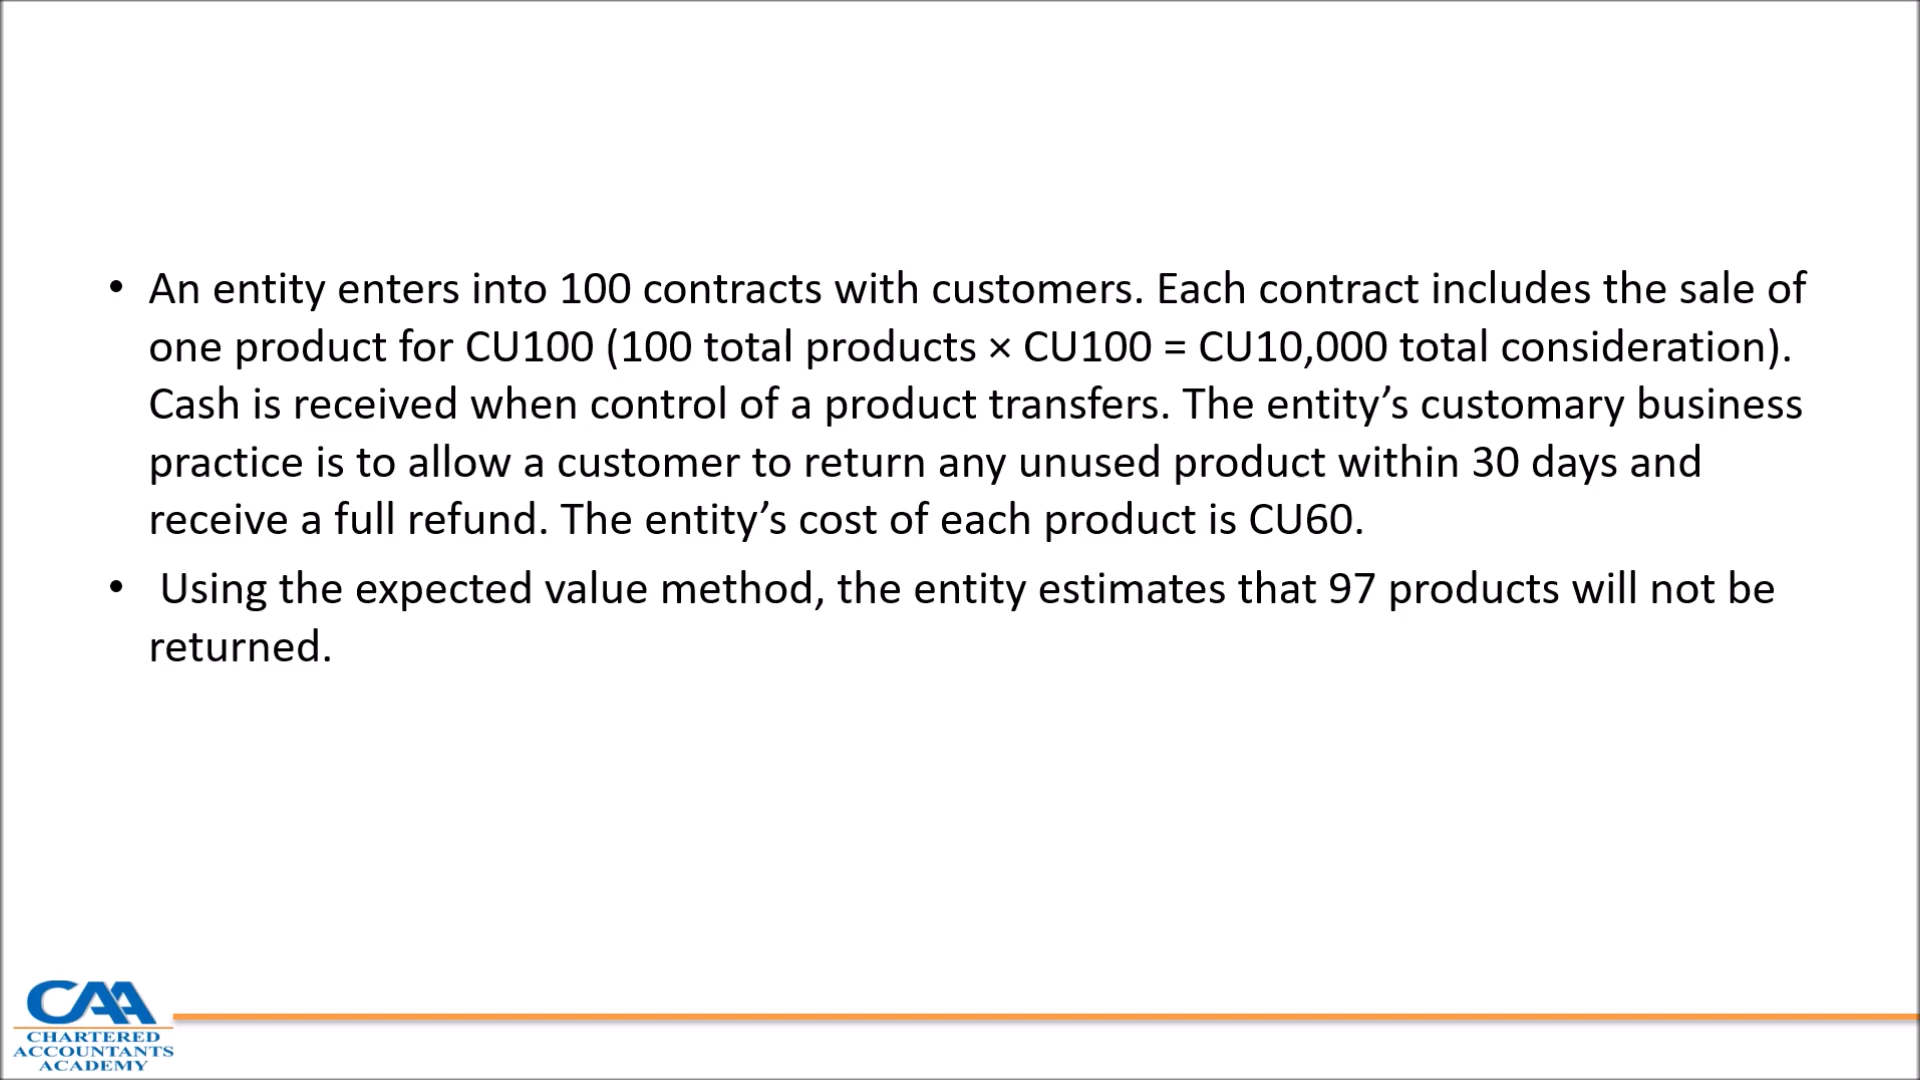 • An entity enters into 100 contracts with customers. Each contract includes the sale of
one product for CU100 (100 total products × CU100 = CU10,000 total consideration).
Cash is received when control of a product transfers. The entity’s customary business
practice is to allow a customer to return any unused product within 30 days and
receive a full refund. The entity’s cost of each product is CU60.
• Using the expected value method, the entity estimates that 97 products will not be
returned.
CAA
CHARTERED
ACCOUNTANTS
ACADEMY